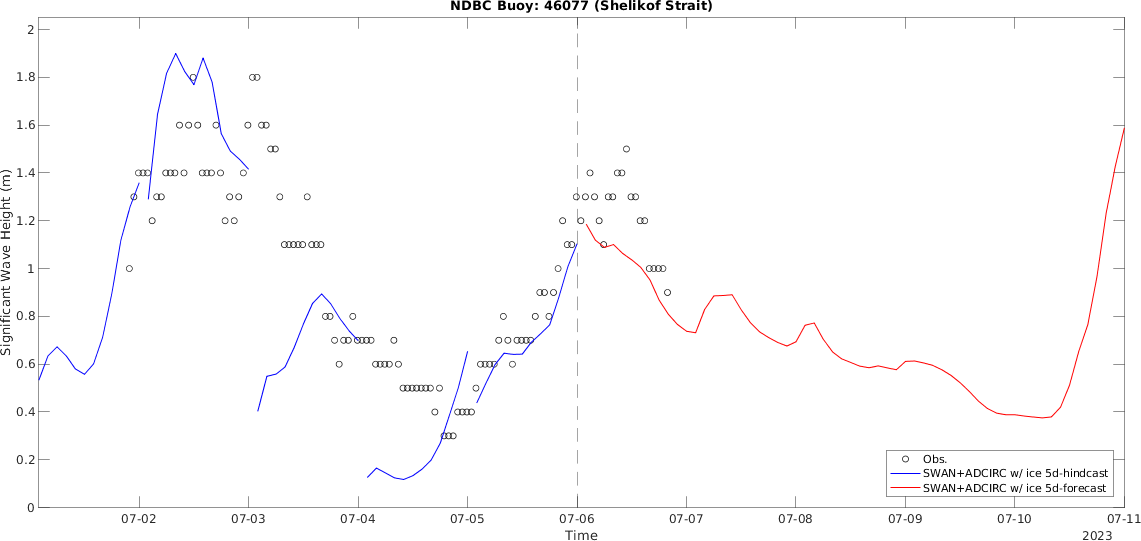 NDBC Buoy: 46077 (Shelikof Strait)
2
1.8
1.6
1.4
1.2
1
0.8
0.6
0.4
0.2
0
Significant Wave Height (m)
Obs.
SWAN+ADCIRC w/ ice 5d-hindcast
SWAN+ADCIRC w/ ice 5d-forecast
07-02 07-03 07-04 07-05 07-06 07-07 07-08 07-09 07-10 07-11
Time
2023